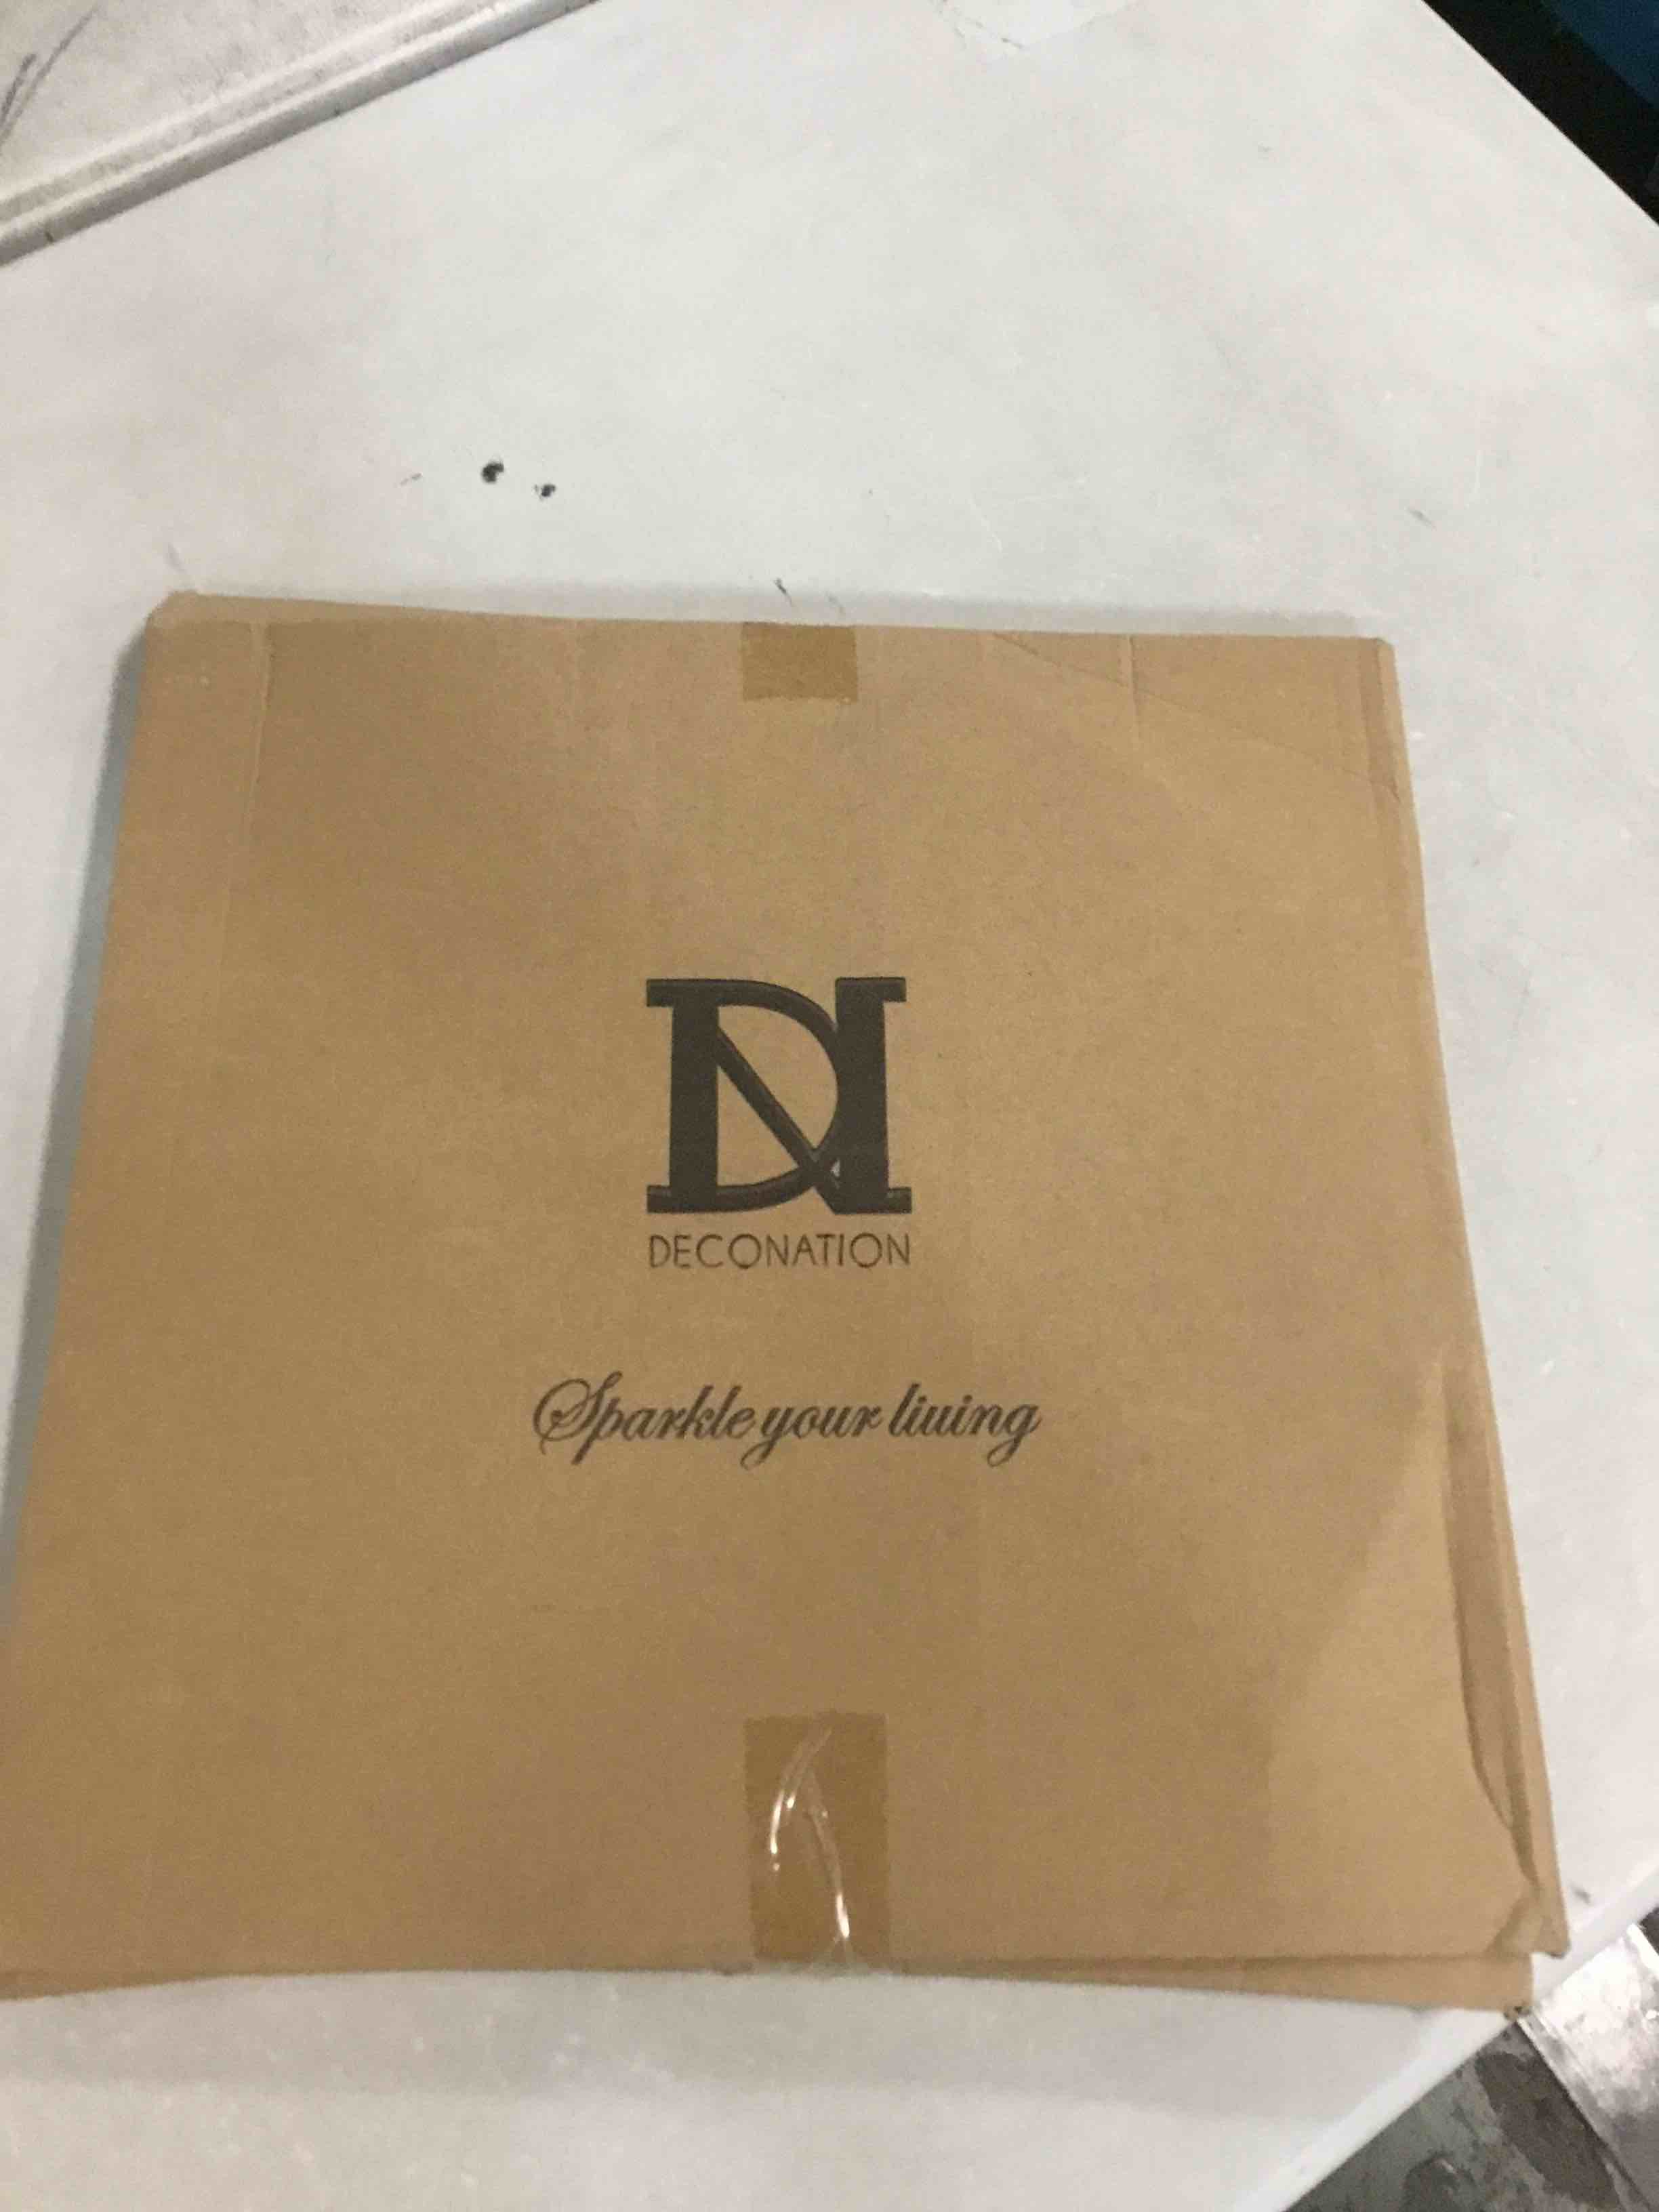 DN
DECONATION
Sparkle your living